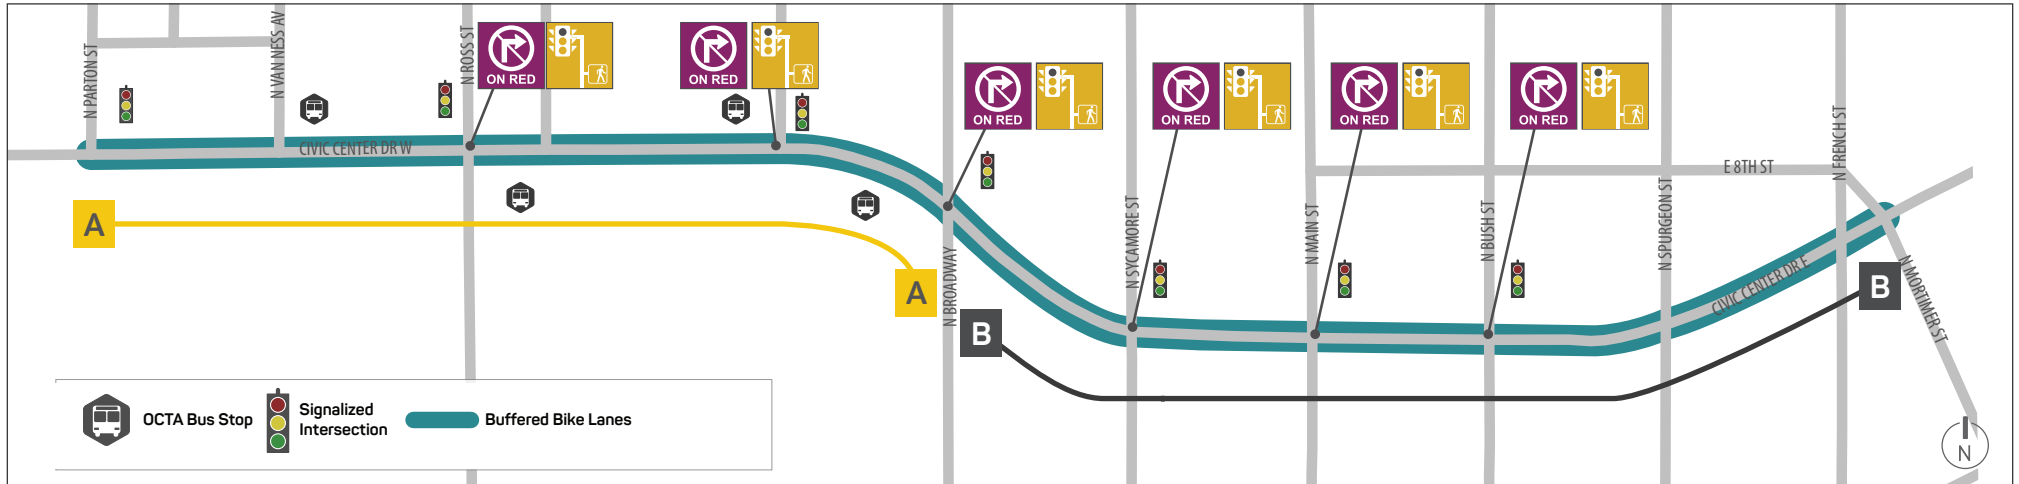 N PARTON ST
N VAN NESS AV
N ROSS ST
ON RED
ON RED
ON RED
ON RED
ON RED
ON RED
CIVIC CENTER DR W
E 8TH ST
N FRENCH ST
A
A
N BROADWAY
N SYCAMORE ST
N MAIN ST
N BUSH ST
N SPURGEON ST
CIVIC CENTER DR E
N MORTIMER ST
B
B
OCTA Bus Stop
Signalized
Intersection
Buffered Bike Lanes
N